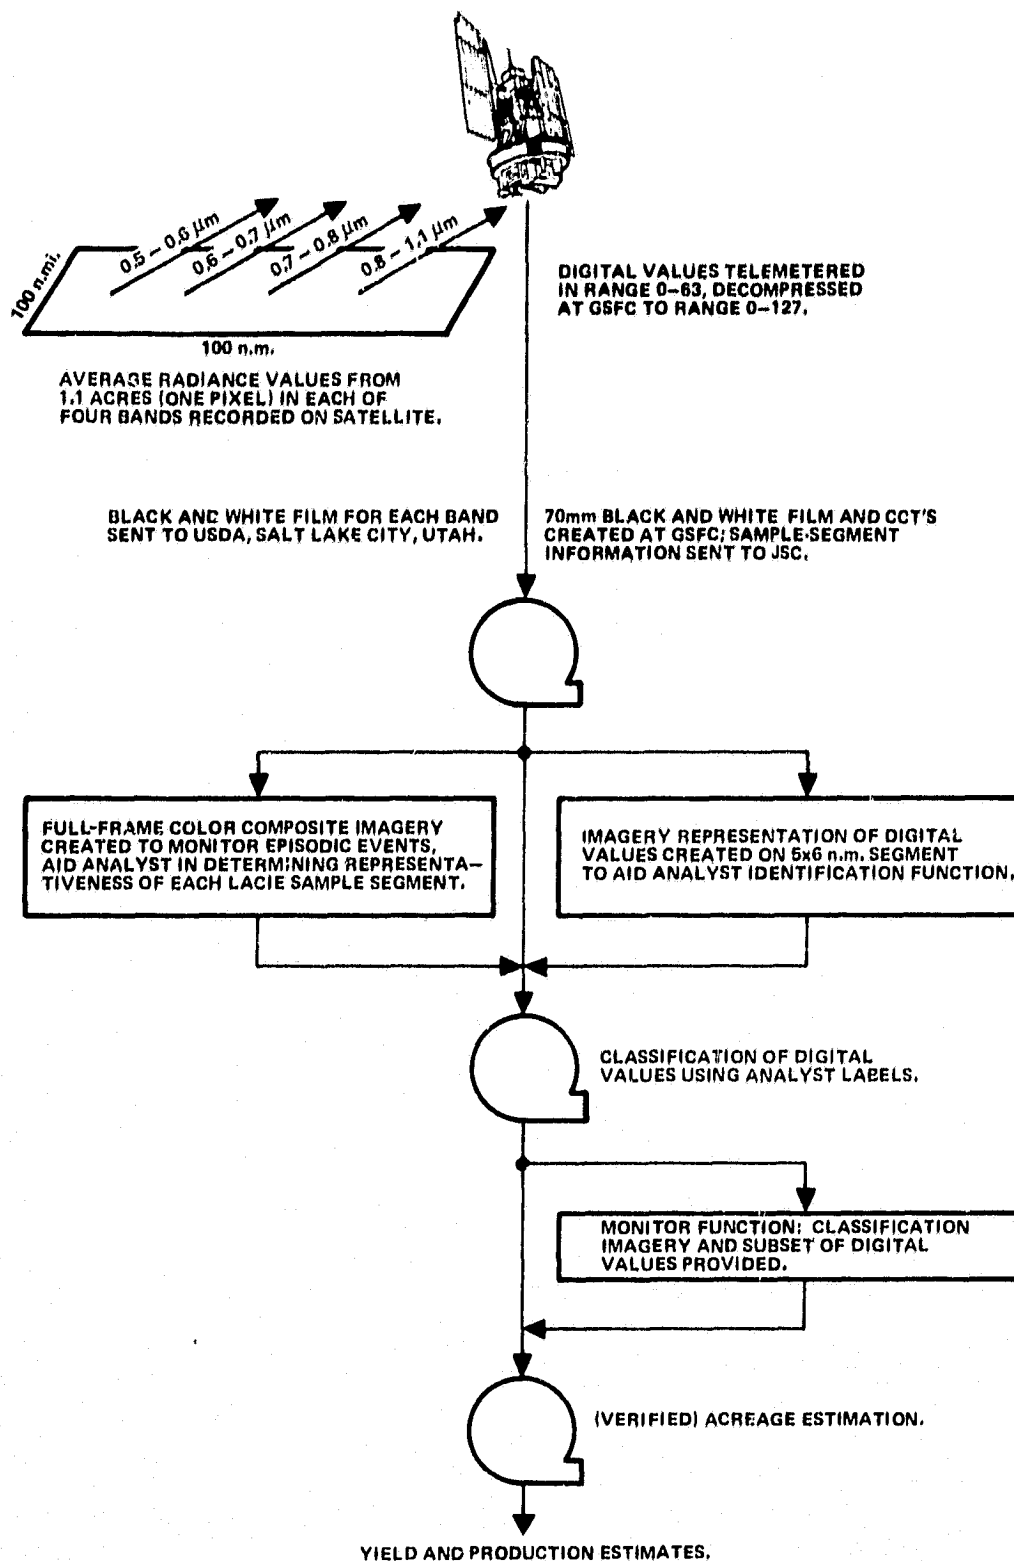 0.5 – 0.6 μm
0.6 – 0.7 μm
0.7 – 0.8 μm
0.8 – 1.1 μm
100 n.mi.
100 n.m.
DIGITAL VALUES TELEMETERED
IN RANGE 0–63, DECOMPRESSED
AT GSFC TO RANGE 0–127.
AVERAGE RADIANCE VALUES FROM
1.1 ACRES (ONE PIXEL) IN EACH OF
FOUR BANDS RECORDED ON SATELLITE.
BLACK AND WHITE FILM FOR EACH BAND
SENT TO USDA, SALT LAKE CITY, UTAH.
70mm BLACK AND WHITE FILM AND CCT'S
CREATED AT GSFC; SAMPLE-SEGMENT
INFORMATION SENT TO JSC.
FULL-FRAME COLOR COMPOSITE IMAGERY
CREATED TO MONITOR EPISODIC EVENTS,
AID ANALYST IN DETERMINING REPRESENTA–
TIVENESS OF EACH LACIE SAMPLE SEGMENT.
IMAGERY REPRESENTATION OF DIGITAL
VALUES CREATED ON 5x6 n.m. SEGMENT
TO AID ANALYST IDENTIFICATION FUNCTION.
CLASSIFICATION OF DIGITAL
VALUES USING ANALYST LABELS.
MONITOR FUNCTION: CLASSIFICATION
IMAGERY AND SUBSET OF DIGITAL
VALUES PROVIDED.
(VERIFIED) ACREAGE ESTIMATION.
YIELD AND PRODUCTION ESTIMATES.